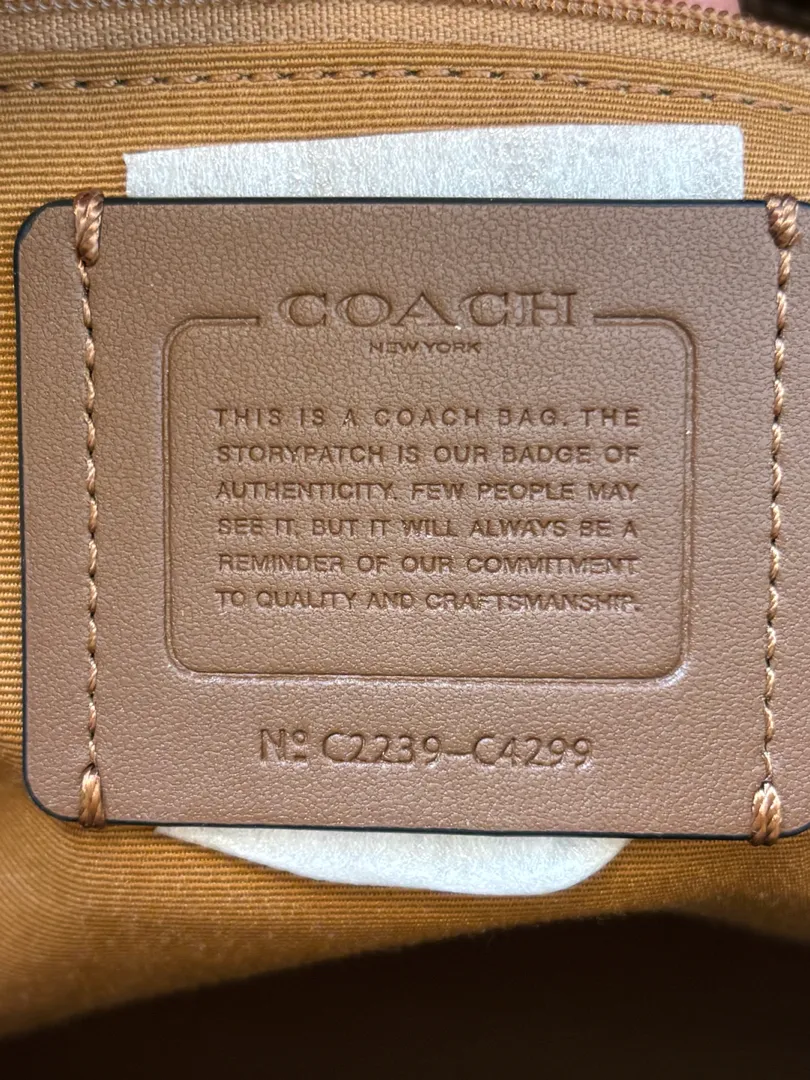 COACH
NEW YORK
THIS IS A COACH BAG. THE
STORYPATCH IS OUR BADGE OF
AUTHENTICITY. FEW PEOPLE MAY
SEE IT, BUT IT WILL ALWAYS BE A
REMINDER OF OUR COMMITMENT
TO QUALITY AND CRAFTSMANSHIP.
Nº C2239-C4299